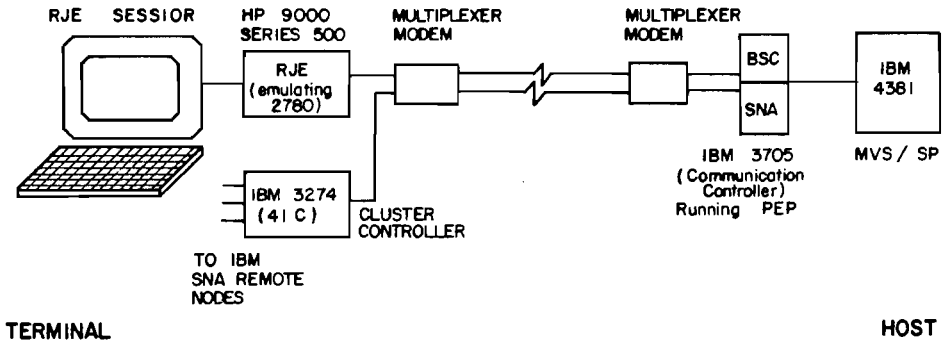 RJE SESSIOR
HP 9000
SERIES 500
RJE
(emulating
2780)
MULTIPLEXER
MODEM
MULTIPLEXER
MODEM
BSC
SNA
IBM
4381
IBM 3705
(Communication
Controller)
Running PEP
MVS / SP
IBM 3274
(41C)
CLUSTER
CONTROLLER
TO IBM
SNA REMOTE
NODES
TERMINAL
HOST